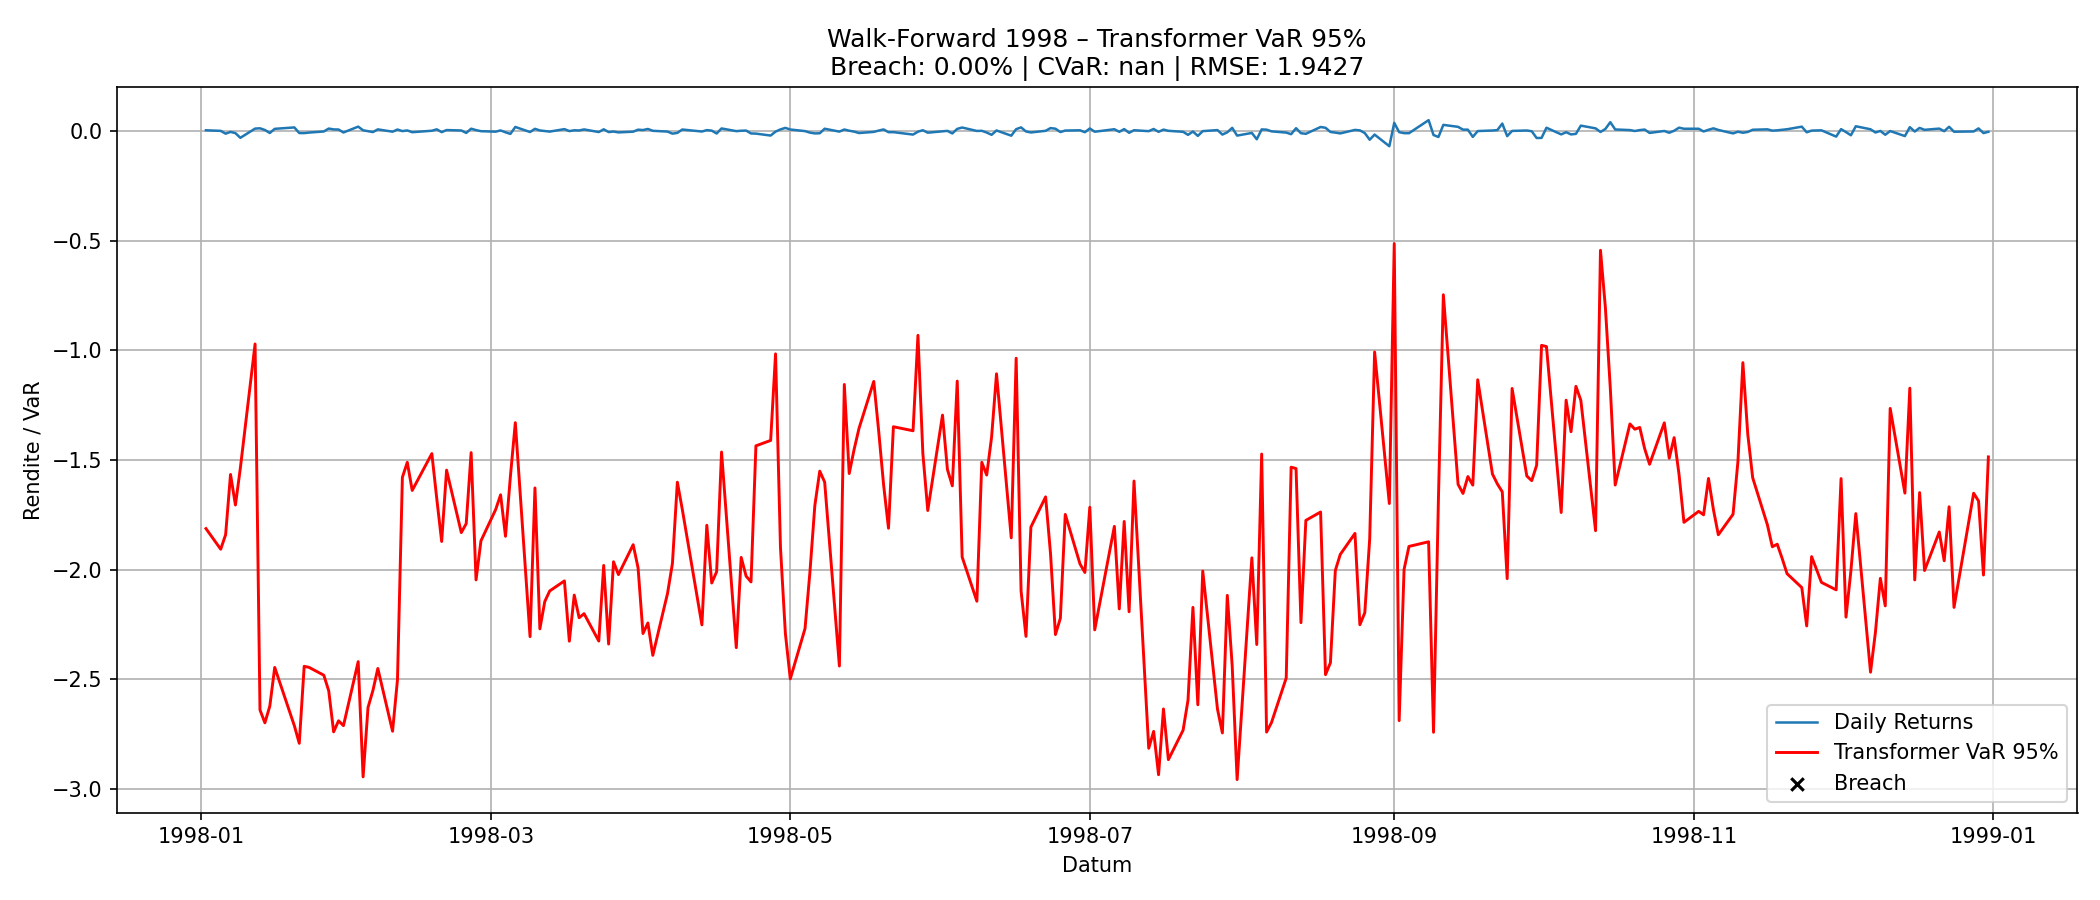 Walk-Forward 1998 – Transformer VaR 95%
Breach: 0.00% | CVaR: nan | RMSE: 1.9427
Rendite / VaR
0.0
−0.5
−1.0
−1.5
−2.0
−2.5
−3.0
Daily Returns
Transformer VaR 95%
Breach
1998-01
1998-03
1998-05
1998-07
1998-09
1998-11
1999-01
Datum